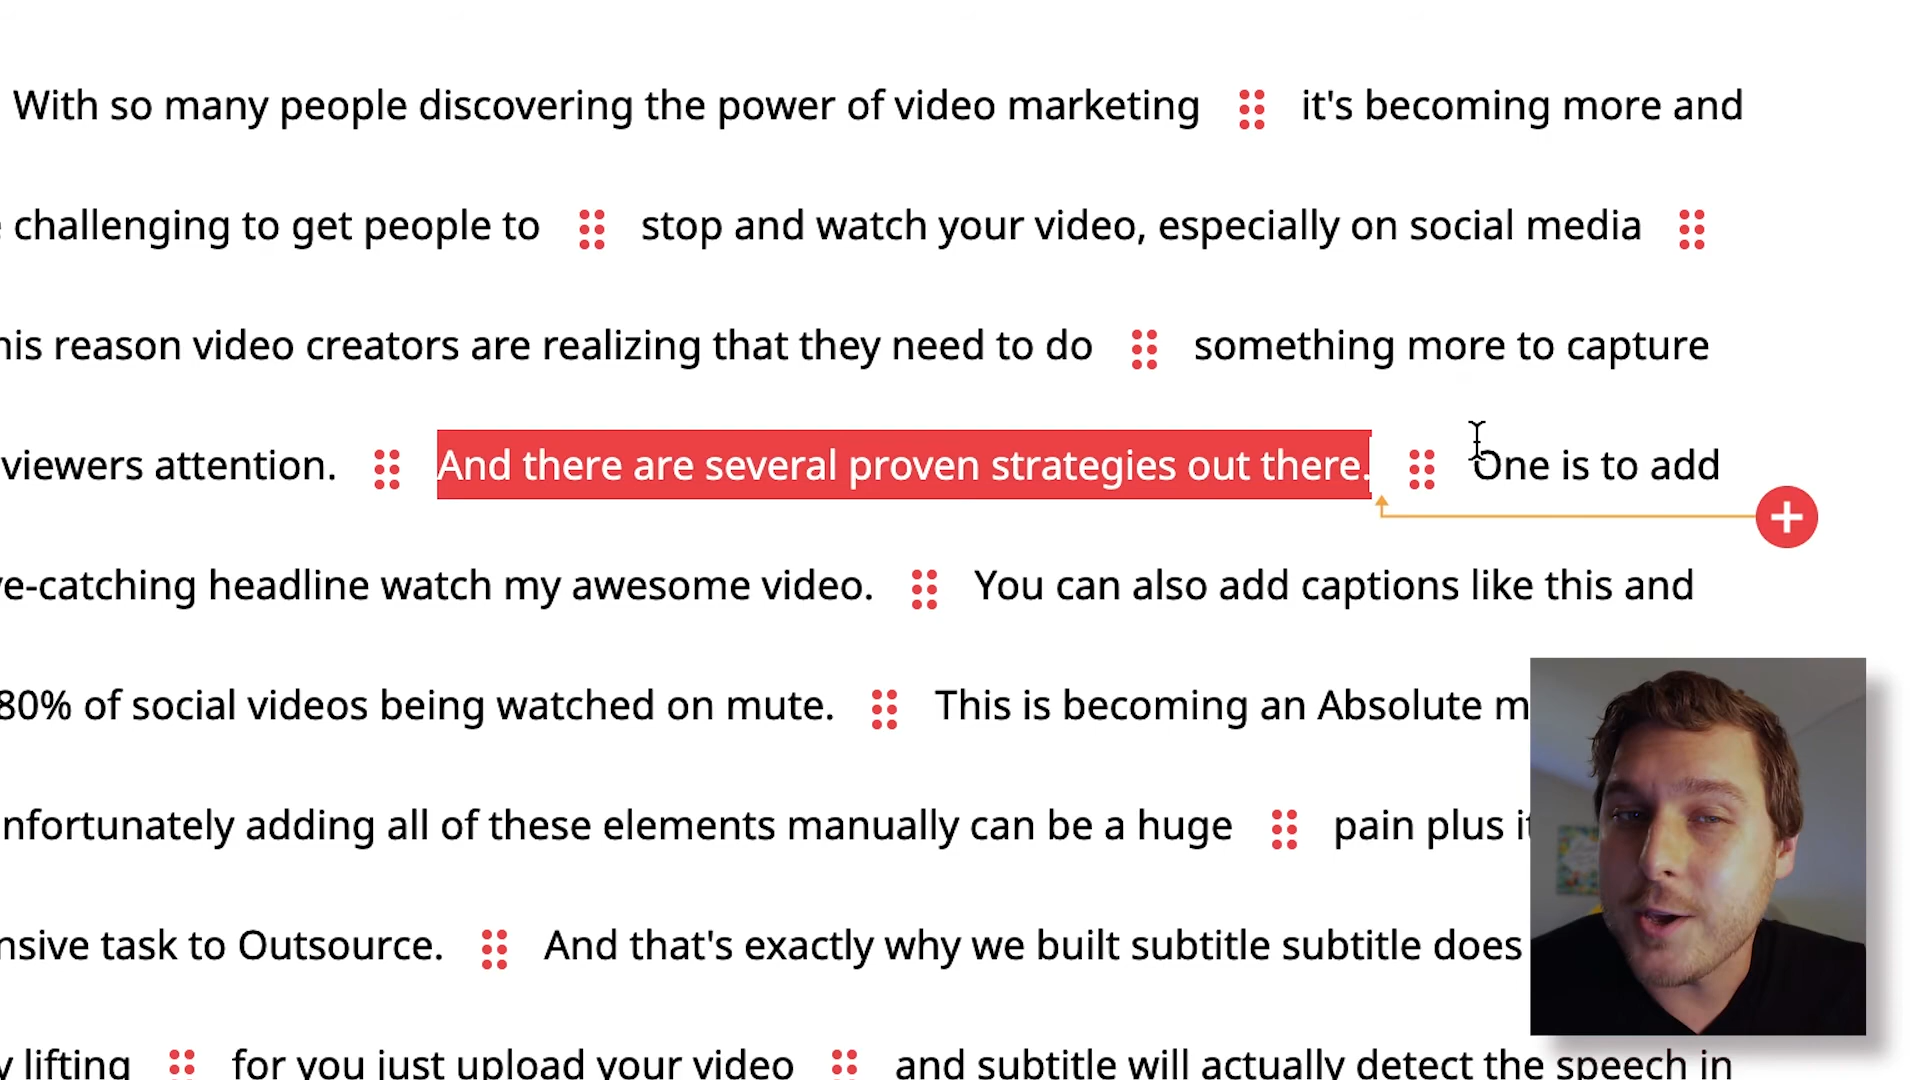 With so many people discovering the power of video marketing it's becoming more and
challenging to get people to stop and watch your video, especially on social media
reason video creators are realizing that they need to do something more to capture
viewers attention. And there are several proven strategies out there. One is to add
catching headline watch my awesome video. You can also add captions like this and
80% of social videos being watched on mute. This is becoming an Absolute m
nfortunately adding all of these elements manually can be a huge pain plus it
nsive task to Outsource. And that's exactly why we built subtitle subtitle does
lifting for you just upload your video and subtitle will actually detect the speech in